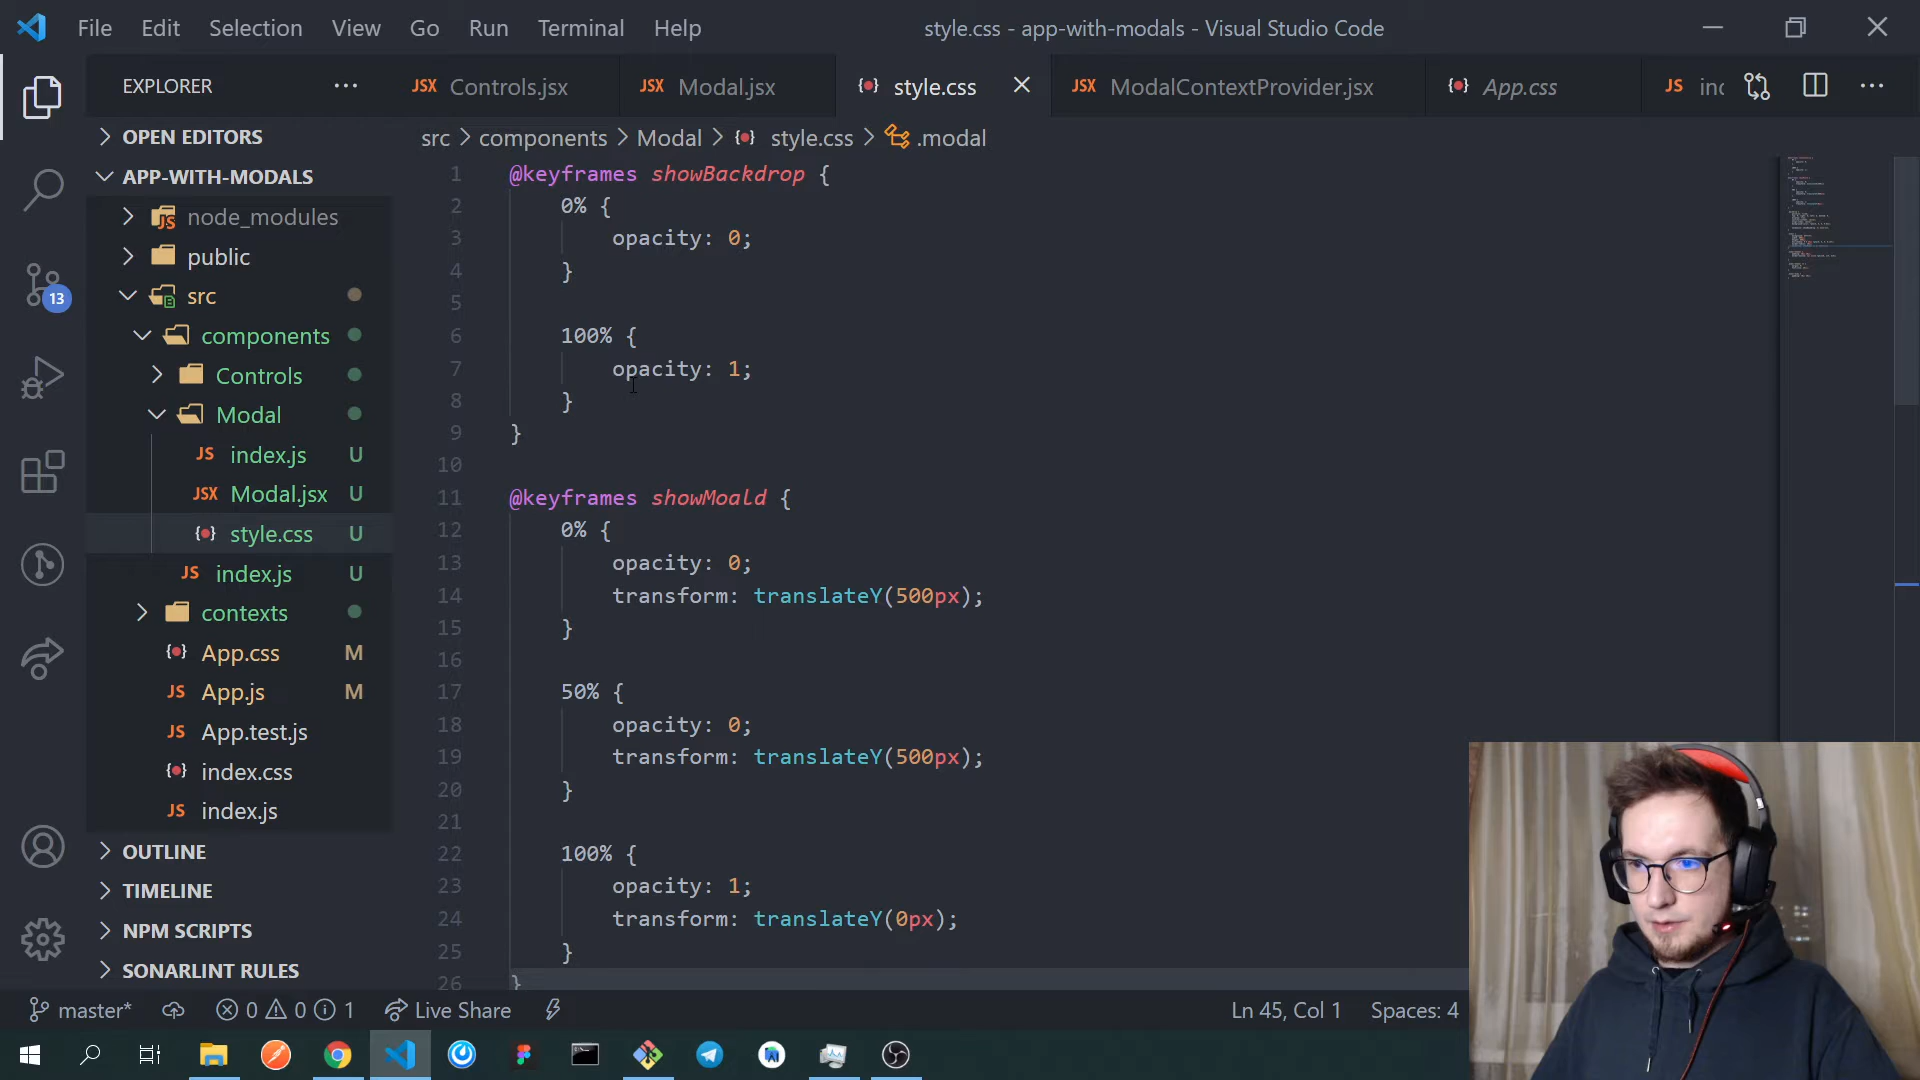 File Edit Selection View Go Run Terminal Help
style.css - app-with-modals - Visual Studio Code
EXPLORER
JSX Controls.jsx
JSX Modal.jsx
style.css
JSX ModalContextProvider.jsx
App.css
JS inc
OPEN EDITORS
APP-WITH-MODALS
JS node_modules
public
src
components
Controls
Modal
JS index.js U
JSX Modal.jsx U
style.css U
JS index.js U
contexts
App.css M
JS App.js M
JS App.test.js
index.css
JS index.js
OUTLINE
TIMELINE
NPM SCRIPTS
SONARLINT RULES
13
src > components > Modal > style.css > .modal
1 @keyframes showBackdrop {
2 0% {
3 opacity: 0;
4 }
5
6 100% {
7 opacity: 1;
8 }
9 }
10
11 @keyframes showMoald {
12 0% {
13 opacity: 0;
14 transform: translateY(500px);
15 }
16
17 50% {
18 opacity: 0;
19 transform: translateY(500px);
20 }
21
22 100% {
23 opacity: 1;
24 transform: translateY(0px);
25 }
26 }
master* 0 0 1 Live Share
Ln 45, Col 1 Spaces: 4